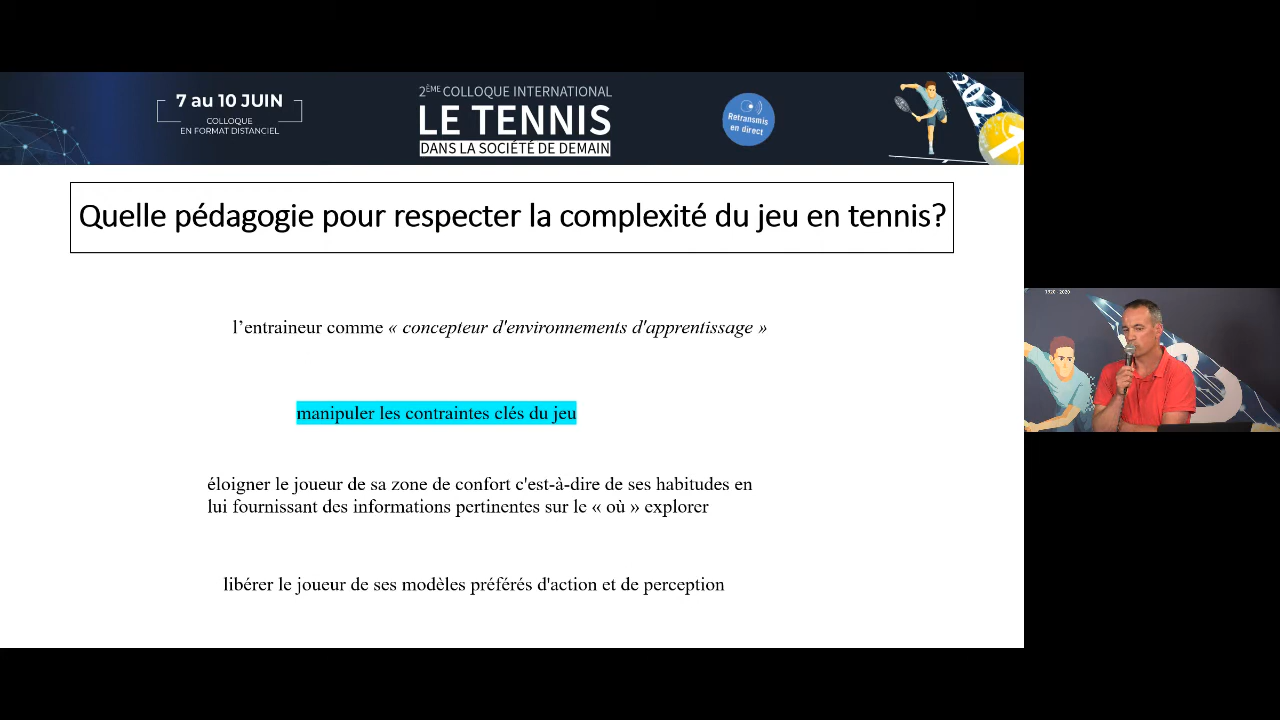 7 au 10 JUIN
COLLOQUE
EN FORMAT DISTANCIEL
2ÈME COLLOQUE INTERNATIONAL
LE TENNIS
DANS LA SOCIÉTÉ DE DEMAIN
Retransmis
en direct
2021
Quelle pédagogie pour respecter la complexité du jeu en tennis?
l’entraineur comme « concepteur d'environnements d'apprentissage »
manipuler les contraintes clés du jeu
éloigner le joueur de sa zone de confort c'est-à-dire de ses habitudes en
lui fournissant des informations pertinentes sur le « où » explorer
libérer le joueur de ses modèles préférés d'action et de perception
1920 - 2020